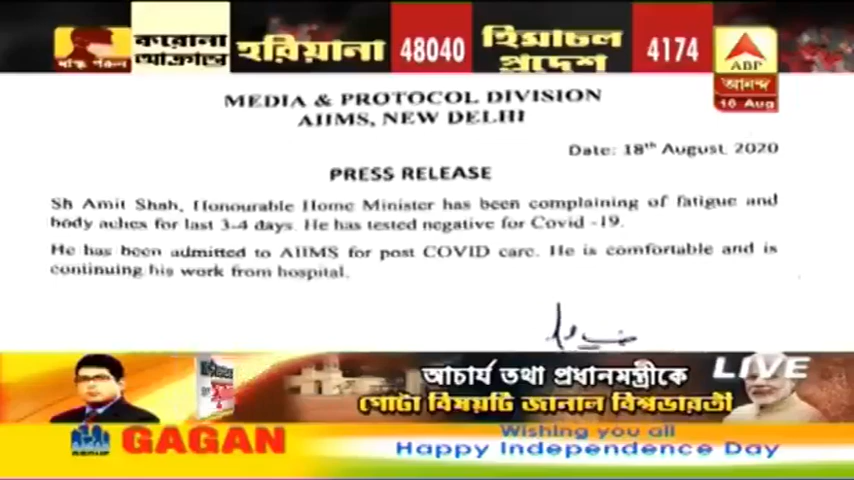 করোনা
আক্রান্ত
হরিয়ানা
48040
হিমাচল
প্রদেশ
4174
ABP
আনন্দ
MEDIA & PROTOCOL DIVISION
AIIMS, NEW DELHI
Date: 18th August, 2020
PRESS RELEASE
Sh Amit Shah, Honourable Home Minister has been complaining of fatigue and
body aches for last 3-4 days. He has tested negative for Covid -19.
He has been admitted to AIIMS for post COVID care. He is comfortable and is
continuing his work from hospital.
আচার্য তথা প্রধানমন্ত্রীকে
LIVE
গোটা বিষয়টি জানাল বিশ্বভারতী
GAGAN
Wishing you all
Happy Independence Day